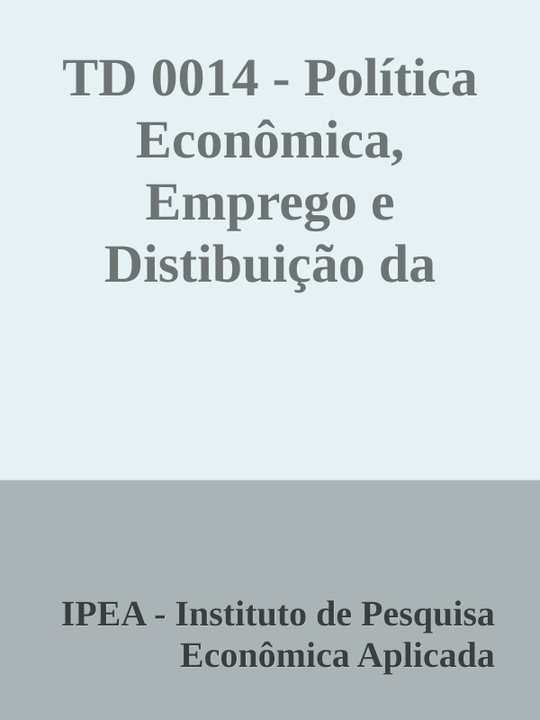 TD 0014 - Política
Econômica,
Emprego e
Distibuição da
IPEA - Instituto de Pesquisa
Econômica Aplicada